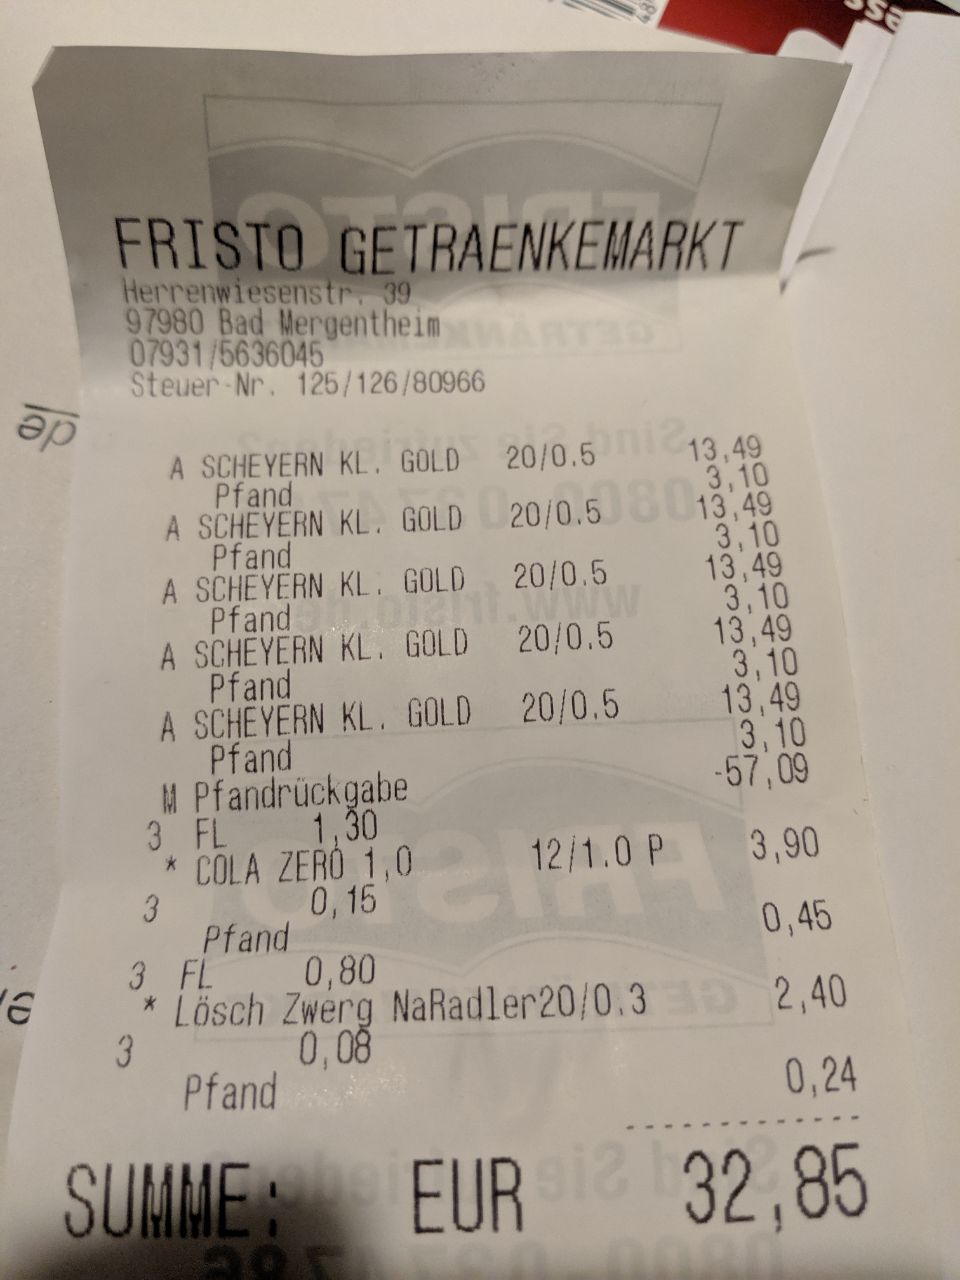 FRISTO GETRAENKEMARKT
Herrenwiesenstr. 39
97980 Bad Mergentheim
07931/5636045
Steuer-Nr. 125/126/80966
A SCHEYERN KL. GOLD 20/0.5 13,49
Pfand 3,10
A SCHEYERN KL. GOLD 20/0.5 13,49
Pfand 3,10
A SCHEYERN KL. GOLD 20/0.5 13,49
Pfand 3,10
A SCHEYERN KL. GOLD 20/0.5 13,49
Pfand 3,10
A SCHEYERN KL. GOLD 20/0.5 13,49
Pfand 3,10
M Pfandrückgabe -57,09
3 FL 1,30
* COLA ZERO 1,0 12/1.0 P 3,90
3 0,15
Pfand 0,45
3 FL 0,80
* Lösch Zwerg NaRadler20/0.3 2,40
3 0,08
Pfand 0,24
SUMME: EUR 32,85